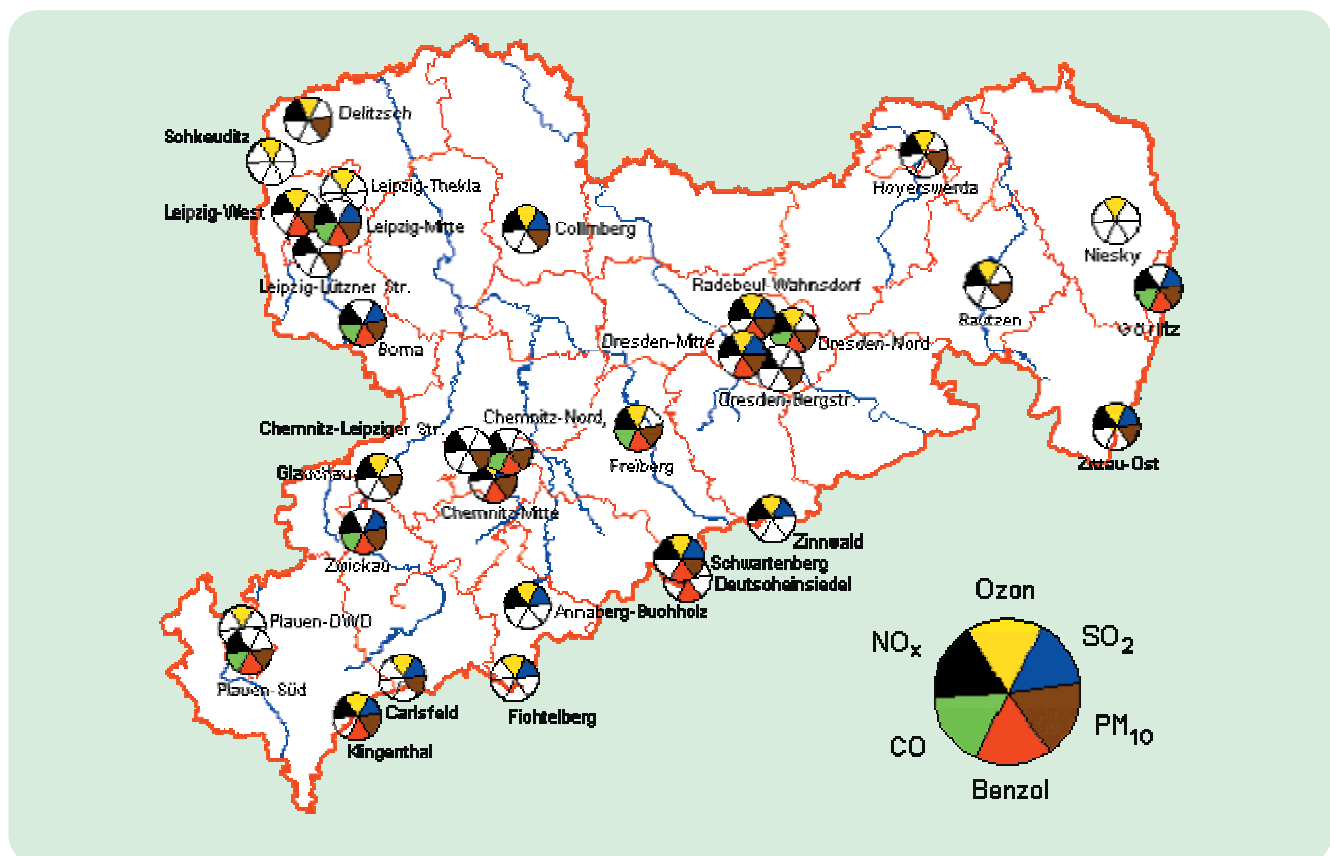 Delitzsch
Sohkeuditz
Leipzig-Thekla
Leipzig-West
Leipzig-Mitte
Collmberg
Hoyerswerda
Niesky
Leipzig-Lützner Str.
Radebeul-Wahnsdorf
Bautzen
Görlitz
Borna
Dresden-Mitte
Dresden-Nord
Dresden-Bergstr.
Chemnitz-Nord,
Chemnitz-Leipziger Str.
Freiberg
Zittau-Ost
Glauchau
Chemnitz-Mitte
Zinnwald
Zwickau
Schwartenberg
Deutscheinsiedel
Annaberg-Buchholz
Plauen-DWD
Plauen-Süd
Carlsfeld
Fichtelberg
Klingenthal
Ozon
NOx
SO2
CO
PM10
Benzol